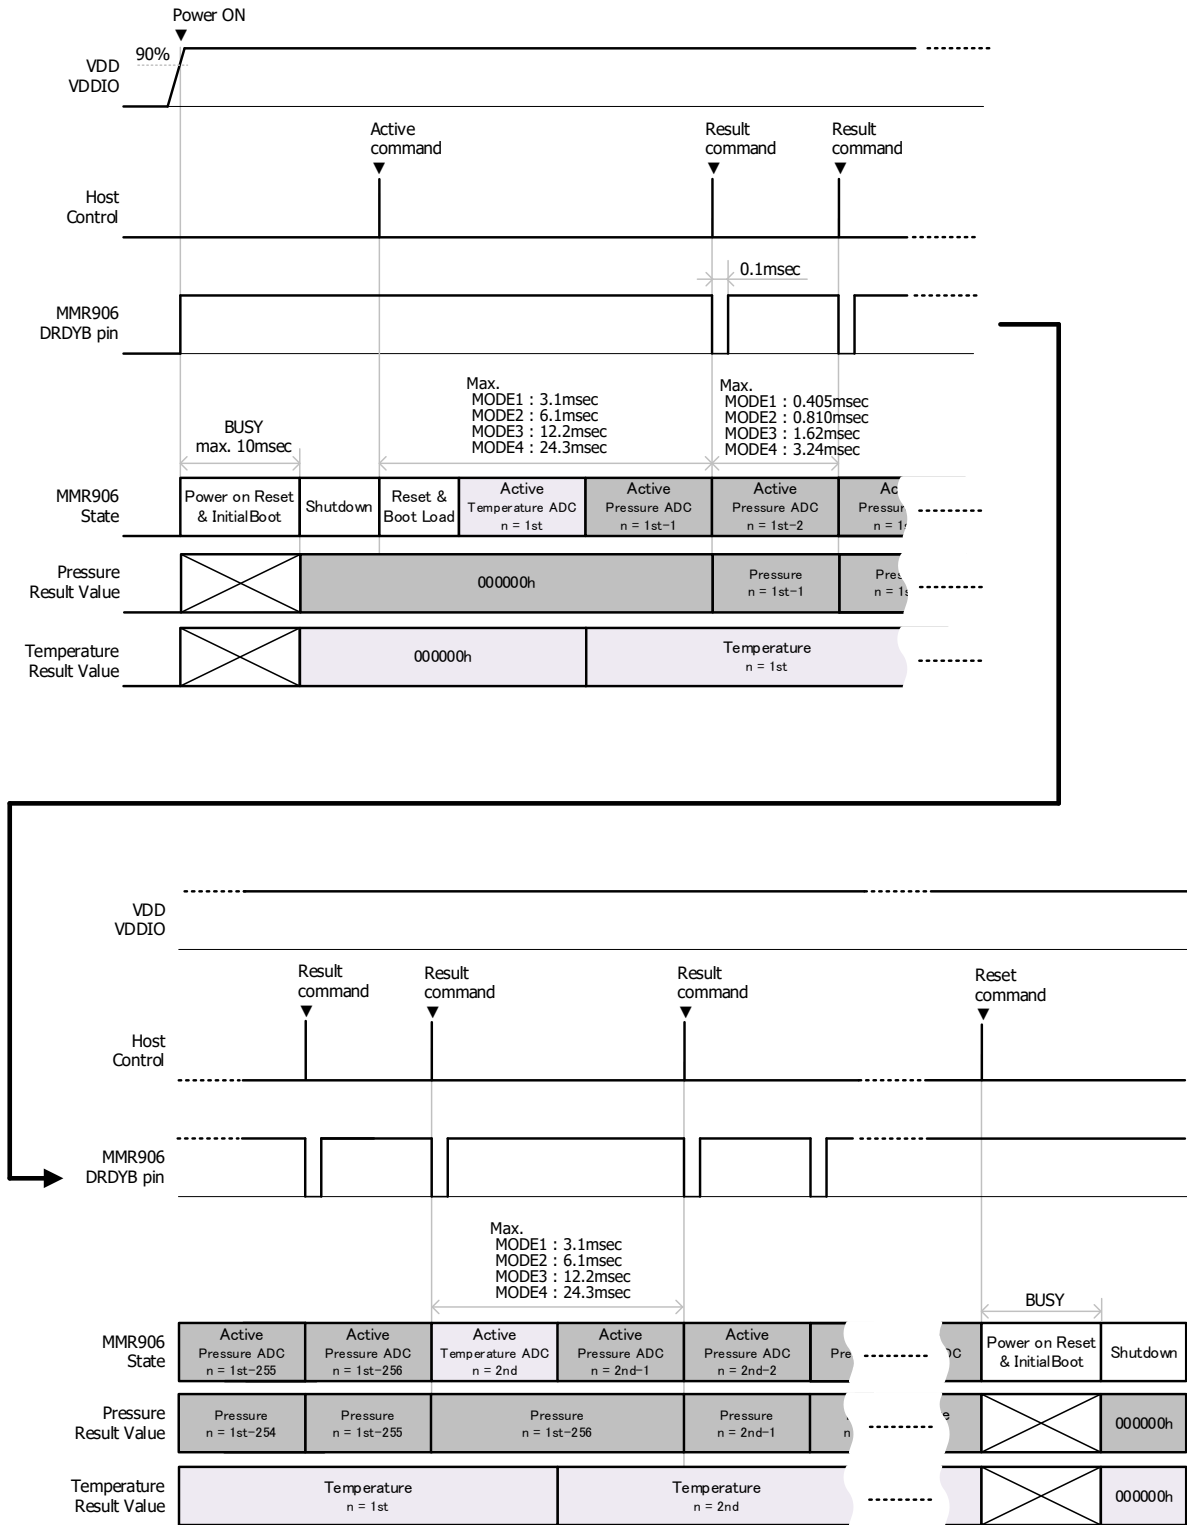 Power ON
90%
VDD
VDDIO
Active
command
Result
command
Result
command
Host
Control
0.1msec
MMR906
DRDYB pin
Max.
MODE1 : 3.1msec
MODE2 : 6.1msec
MODE3 : 12.2msec
MODE4 : 24.3msec
Max.
MODE1 : 0.405msec
MODE2 : 0.810msec
MODE3 : 1.62msec
MODE4 : 3.24msec
BUSY
max. 10msec
MMR906
State
Power on Reset
& InitialBoot
Shutdown
Reset &
Boot Load
Active
Temperature ADC
n = 1st
Active
Pressure ADC
n = 1st-1
Active
Pressure ADC
n = 1st-2
Pressure
Result Value
000000h
Pressure
n = 1st-1
Temperature
Result Value
000000h
Temperature
n = 1st
VDD
VDDIO
Result
command
Result
command
Result
command
Reset
command
Host
Control
MMR906
DRDYB pin
Max.
MODE1 : 3.1msec
MODE2 : 6.1msec
MODE3 : 12.2msec
MODE4 : 24.3msec
BUSY
MMR906
State
Active
Pressure ADC
n = 1st-255
Active
Pressure ADC
n = 1st-256
Active
Temperature ADC
n = 2nd
Active
Pressure ADC
n = 2nd-1
Active
Pressure ADC
n = 2nd-2
Power on Reset
& InitialBoot
Shutdown
Pressure
Result Value
Pressure
n = 1st-254
Pressure
n = 1st-255
Pressure
n = 1st-256
Pressure
n = 2nd-1
000000h
Temperature
Result Value
Temperature
n = 1st
Temperature
n = 2nd
000000h